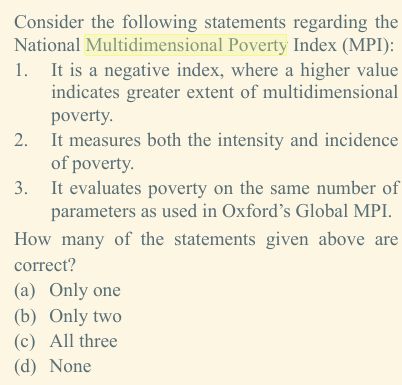 Consider the following statements regarding the
National Multidimensional Poverty Index (MPI):
1. It is a negative index, where a higher value
indicates greater extent of multidimensional
poverty.
2. It measures both the intensity and incidence
of poverty.
3. It evaluates poverty on the same number of
parameters as used in Oxford's Global MPI.
How many of the statements given above are
correct?
(a) Only one
(b) Only two
(c) All three
(d) None